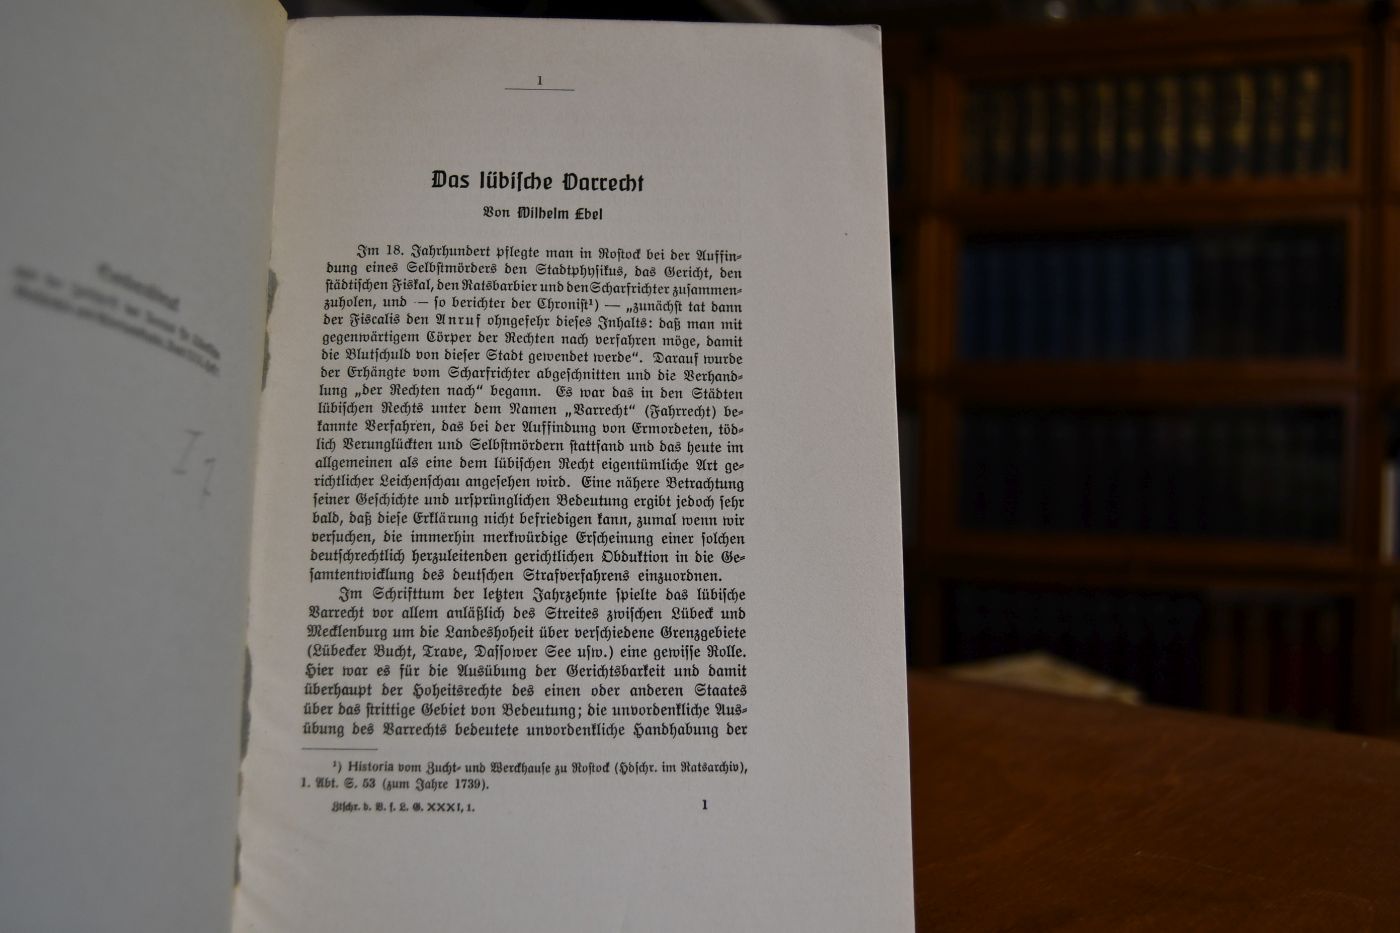 1
Das lübiſche Varrecht
Von Wilhelm Ebel
Im 18. Jahrhundert pflegte man in Roſtock bei der Auffin-
dung eines Selbſtmörders den Stadtphyſikus, das Gericht, den
ſtädtiſchen Fiskal, den Ratsbarbier und den Scharfrichter zuſammen-
zuholen, und — ſo berichtet der Chroniſt¹) — „zunächſt tat dann
der Fiscalis den Anruf ohngefehr dieſes Inhalts: daß man mit
gegenwärtigem Cörper der Rechten nach verfahren möge, damit
die Blutſchuld von dieſer Stadt gewendet werde“. Darauf wurde
der Erhängte vom Scharfrichter abgeſchnitten und die Verhand-
lung „der Rechten nach“ begann. Es war das in den Städten
lübiſchen Rechts unter dem Namen „Varrecht“ (Fahrrecht) be-
kannte Verfahren, das bei der Auffindung von Ermordeten, töd-
lich Verunglückten und Selbſtmördern ſtattfand und das heute im
allgemeinen als eine dem lübiſchen Recht eigentümliche Art ge-
richtlicher Leichenſchau angeſehen wird. Eine nähere Betrachtung
ſeiner Geſchichte und urſprünglichen Bedeutung ergibt jedoch ſehr
bald, daß dieſe Erklärung nicht befriedigen kann, zumal wenn wir
verſuchen, die immerhin merkwürdige Erſcheinung einer ſolchen
deutſchrechtlich herzuleitenden gerichtlichen Obduktion in die Ge-
ſamtentwicklung des deutſchen Strafverfahrens einzuordnen.
Im Schrifttum der letzten Jahrzehnte ſpielte das lübiſche
Varrecht vor allem anläßlich des Streites zwiſchen Lübeck und
Mecklenburg um die Landeshoheit über verſchiedene Grenzgebiete
(Lübecker Bucht, Trave, Daſſower See uſw.) eine gewiſſe Rolle.
Hier war es für die Ausübung der Gerichtsbarkeit und damit
überhaupt der Hoheitsrechte des einen oder anderen Staates
über das ſtrittige Gebiet von Bedeutung; die unvordenkliche Aus-
übung des Varrechts bedeutete unvordenkliche Handhabung der
¹) Historia vom Zucht- und Werckhauſe zu Roſtock (Hdſchr. im Ratsarchiv),
1. Abt. S. 53 (zum Jahre 1739).
Ztſchr. d. V. f. L. G. XXXI, 1.
1